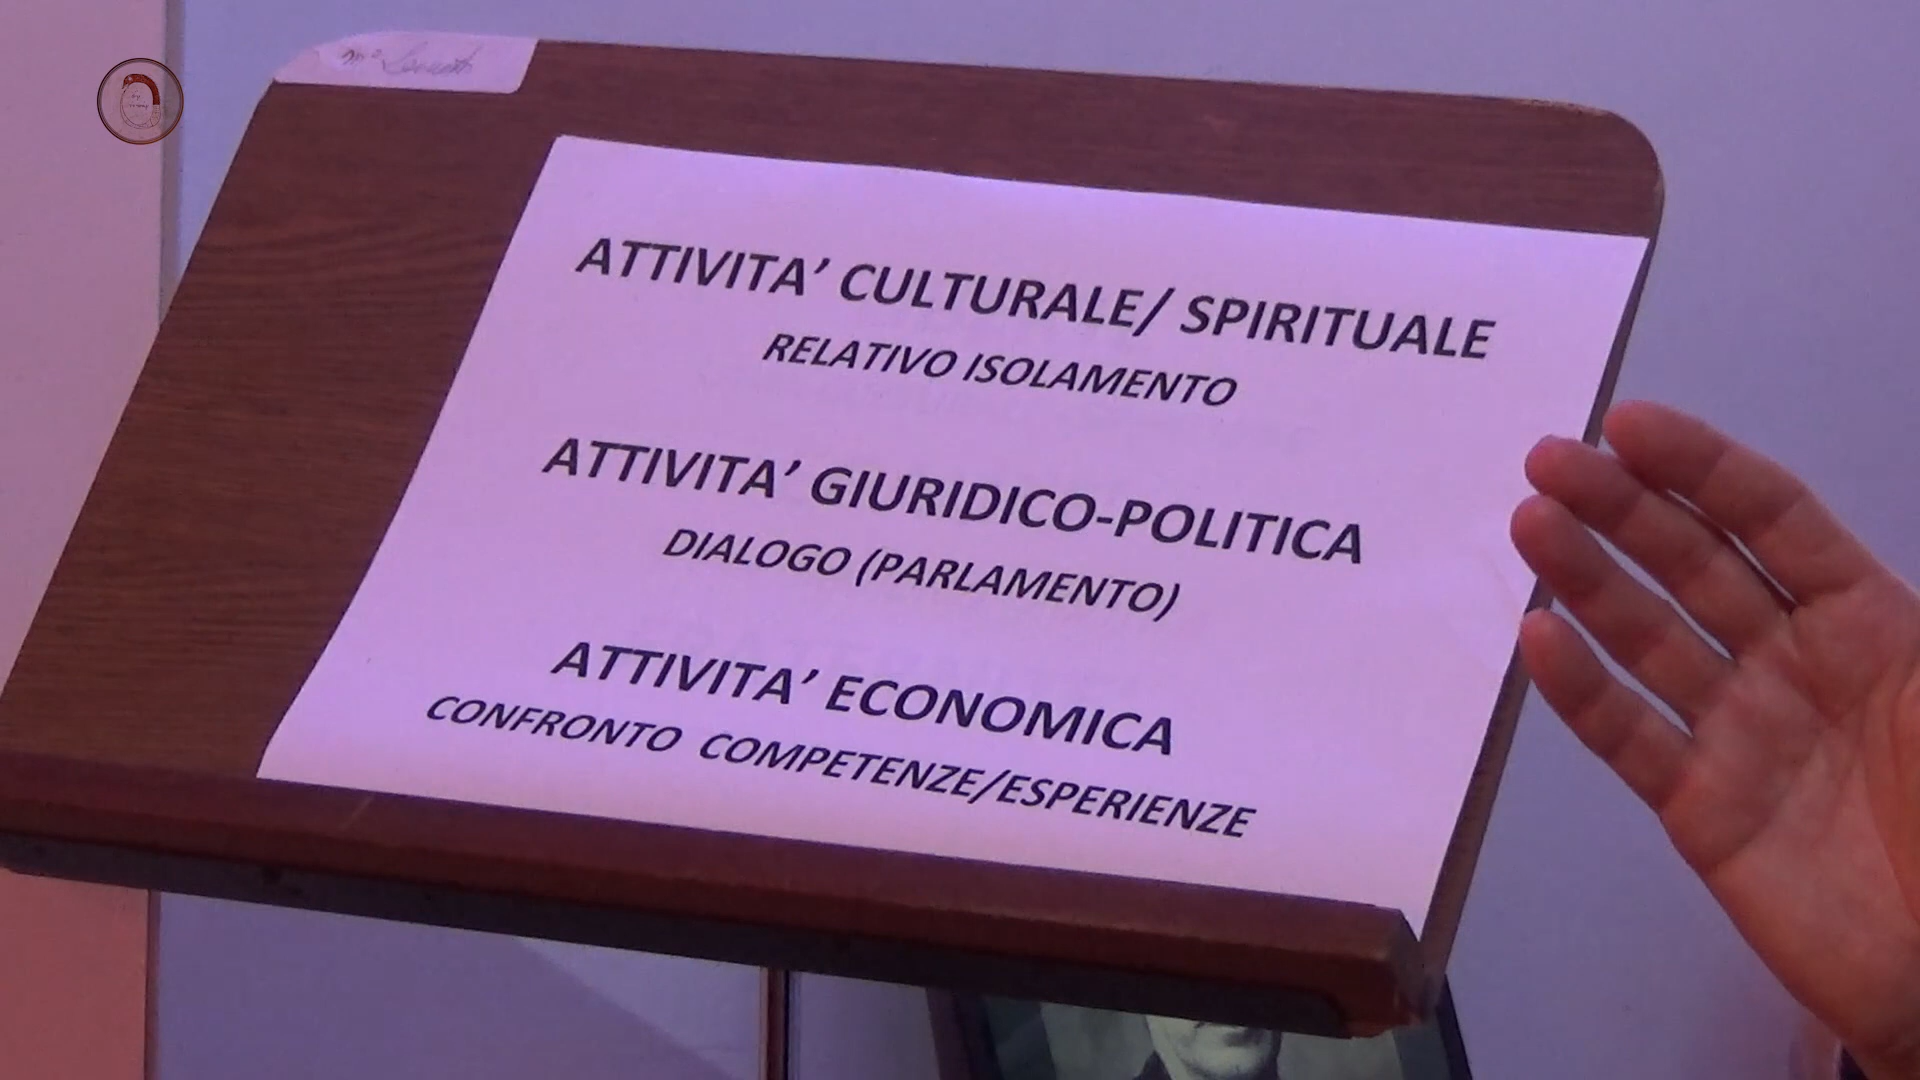 ATTIVITA’ CULTURALE/ SPIRITUALE
RELATIVO ISOLAMENTO
ATTIVITA’ GIURIDICO-POLITICA
DIALOGO (PARLAMENTO)
ATTIVITA’ ECONOMICA
CONFRONTO COMPETENZE/ESPERIENZE